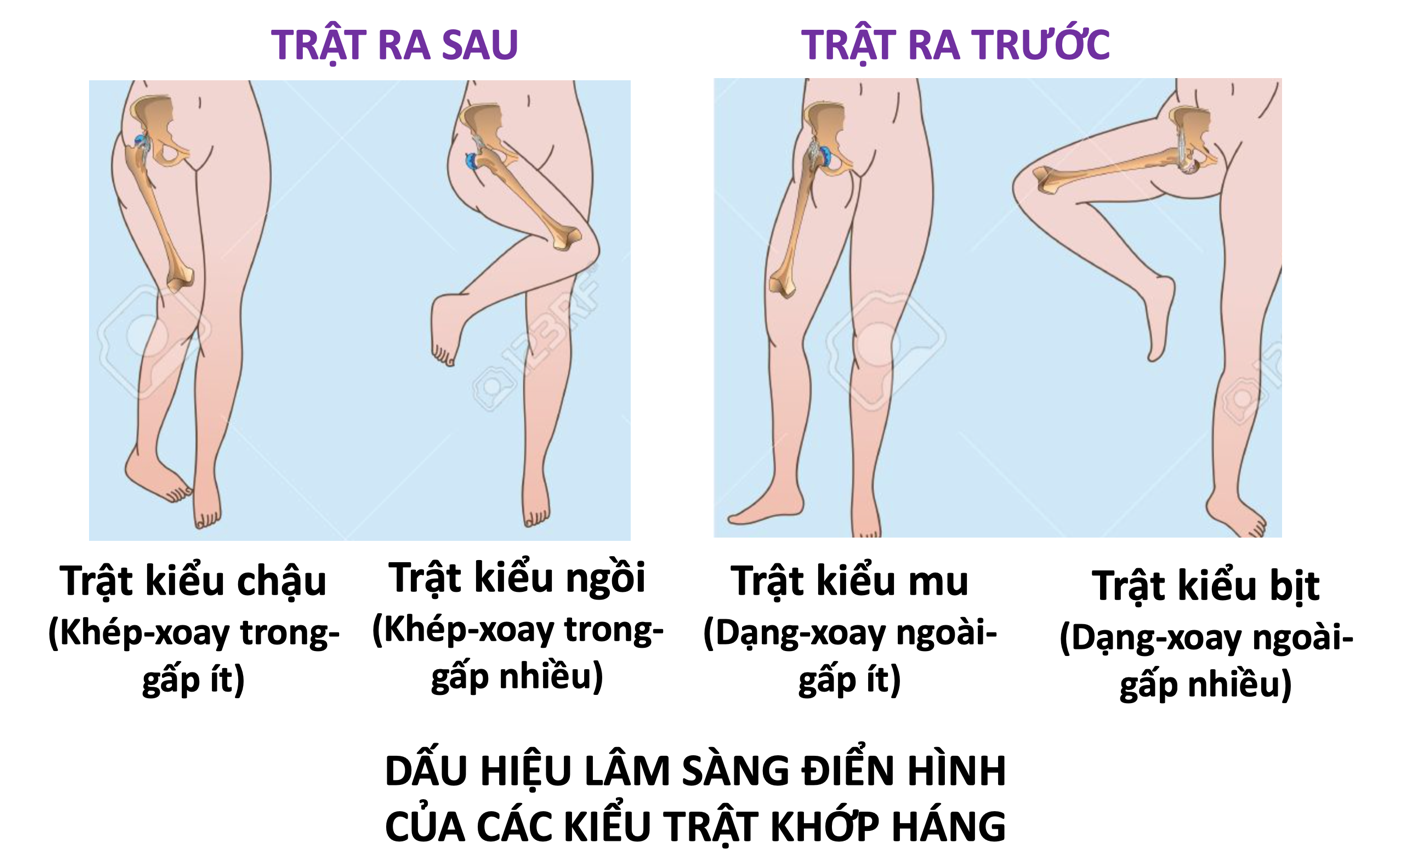 TRẬT RA SAU
TRẬT RA TRƯỚC
123RF
Trật kiểu chậu
(Khép-xoay trong-
gấp ít)
Trật kiểu ngồi
(Khép-xoay trong-
gấp nhiều)
Trật kiểu mu
(Dạng-xoay ngoài-
gấp ít)
Trật kiểu bịt
(Dạng-xoay ngoài-
gấp nhiều)
DẤU HIỆU LÂM SÀNG ĐIỂN HÌNH
CỦA CÁC KIỂU TRẬT KHỚP HÁNG